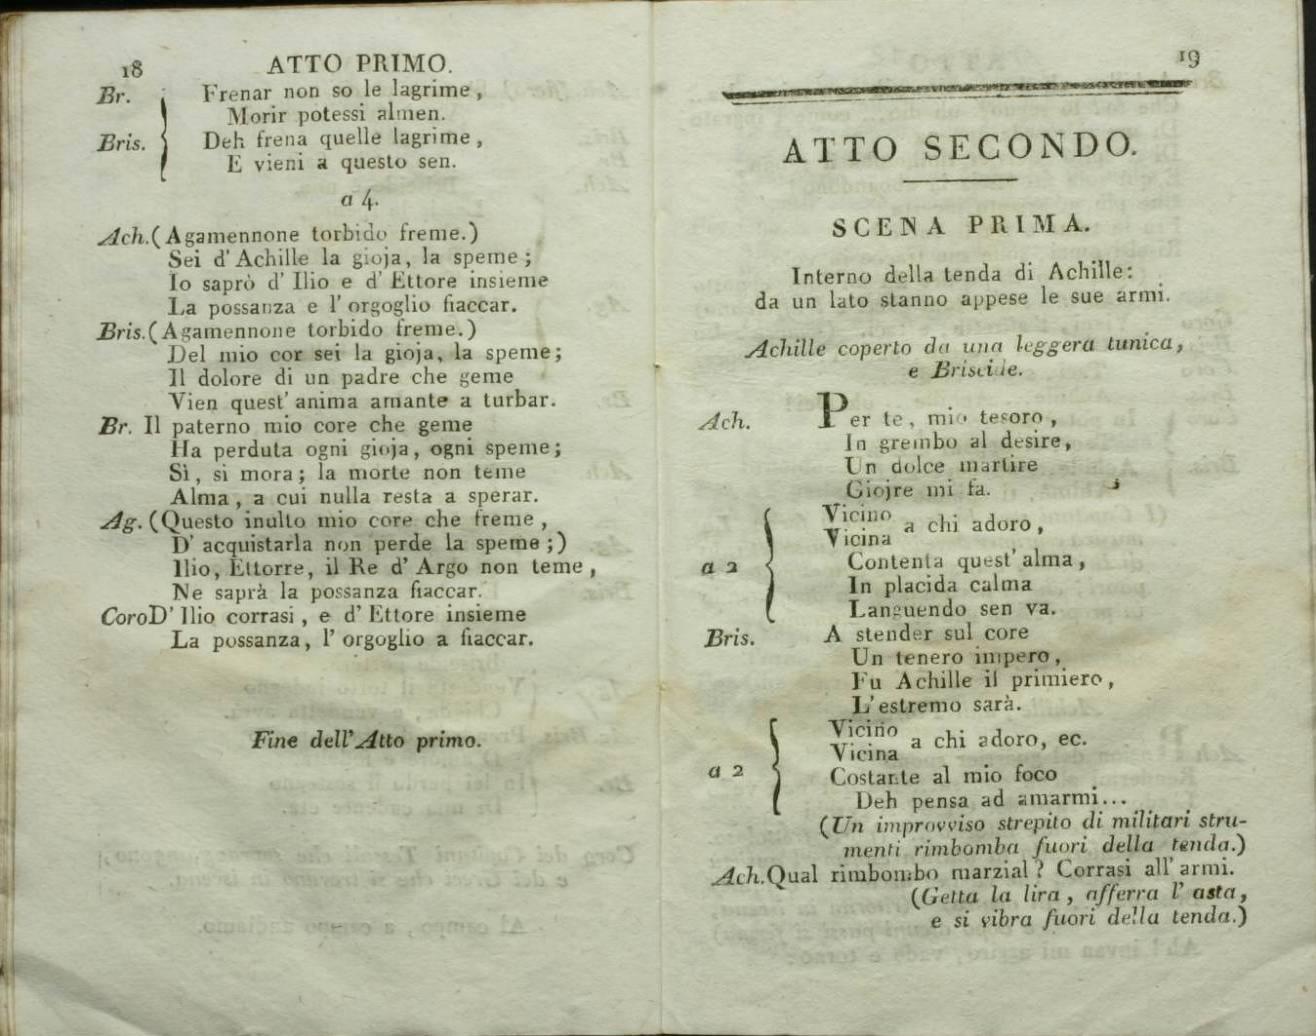 18
ATTO PRIMO.
Br. Frenar non so le lagrime,
Morir potessi almen.
Bris. Deh frena quelle lagrime,
E vieni a questo sen.
a 4.
Ach. (Agamennone torbido freme.)
Sei d'Achille la gioja, la speme;
Io saprò d'Ilio e d'Ettore insieme
La possanza e l'orgoglio fiaccar.
Bris. (Agamennone torbido freme.)
Del mio cor sei la gioja, la speme;
Il dolore di un padre che geme
Vien quest'anima amante a turbar.
Br. Il paterno mio core che geme
Ha perduta ogni gioja, ogni speme;
Sì, si mora; la morte non teme
Alma, a cui nulla resta a sperar.
Ag. (Questo inulto mio core che freme,
D'acquistarla non perde la speme;)
Ilio, Ettorre, il Re d'Argo non teme,
Ne saprà la possanza fiaccar.
Coro D'Ilio corrasi, e d'Ettore insieme
La possanza, l'orgoglio a fiaccar.
Fine dell'Atto primo.
19
ATTO SECONDO.
SCENA PRIMA.
Interno della tenda di Achille:
da un lato stanno appese le sue armi.
Achille coperto da una leggera tunica,
e Briseide.
Ach. Per te, mio tesoro,
In grembo al desire,
Un dolce martire
Giojre mi fa.
Vicino
a 2 Vicina a chi adoro,
Contenta quest'alma,
In placida calma
Languendo sen va.
Bris. A stender sul core
Un tenero impero,
Fu Achille il primiero,
L'estremo sarà.
Vicino
a 2 Vicina a chi adoro, ec.
Costante al mio foco
Deh pensa ad amarmi...
(Un improvviso strepito di militari stru-
menti rimbomba fuori della tenda.)
Ach. Qual rimbombo marzial? Corrasi all'armi.
(Getta la lira, afferra l'asta,
e si vibra fuori della tenda.)